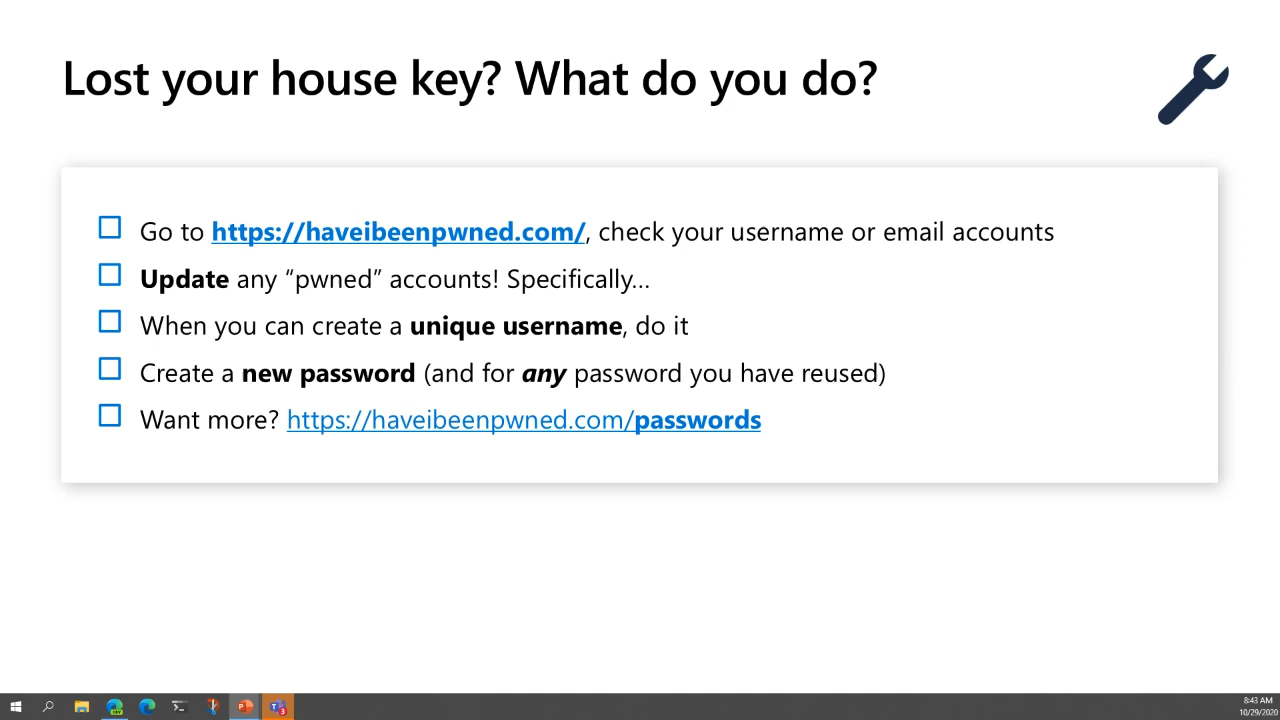 Lost your house key? What do you do?
Go to https://haveibeenpwned.com/, check your username or email accounts
Update any “pwned” accounts! Specifically...
When you can create a unique username, do it
Create a new password (and for any password you have reused)
Want more? https://haveibeenpwned.com/passwords
8:43 AM
10/29/2020